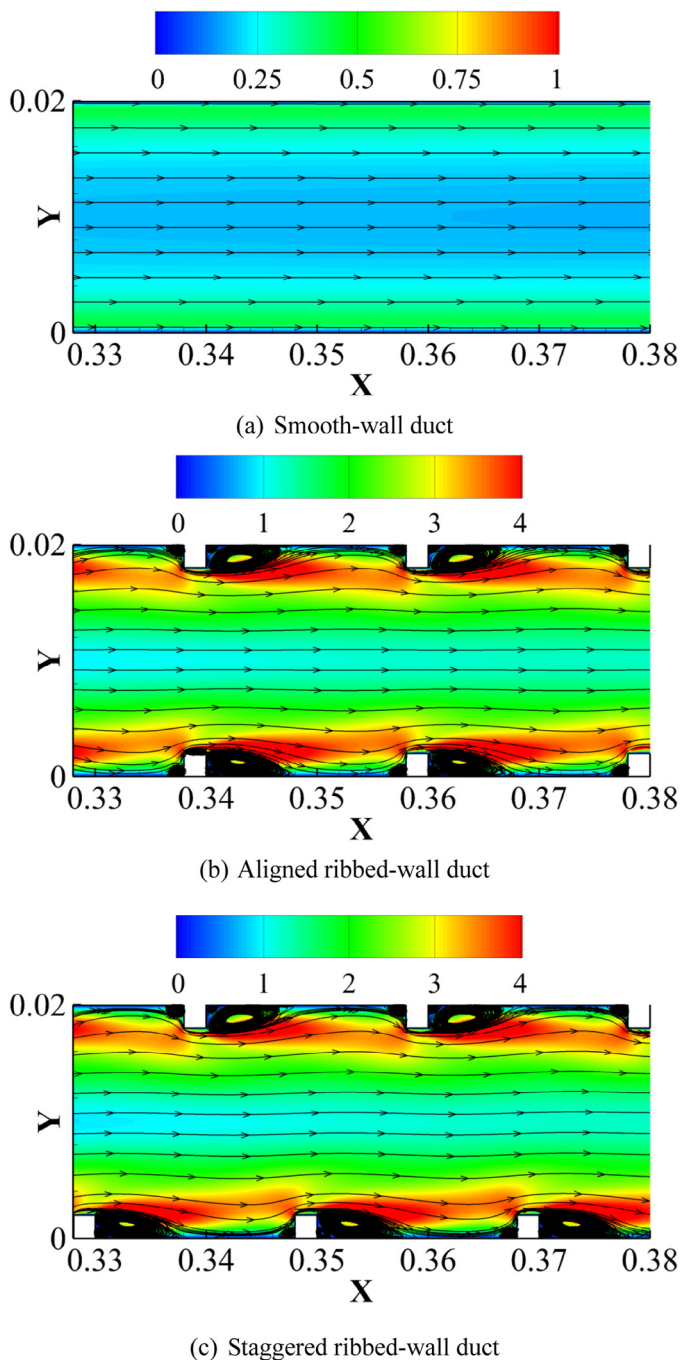 0 0.25 0.5 0.75 1
0.02
Y
0
0.33 0.34 0.35 0.36 0.37 0.38
X
(a) Smooth-wall duct
0 1 2 3 4
0.02
Y
0
0.33 0.34 0.35 0.36 0.37 0.38
X
(b) Aligned ribbed-wall duct
0 1 2 3 4
0.02
Y
0
0.33 0.34 0.35 0.36 0.37 0.38
X
(c) Staggered ribbed-wall duct